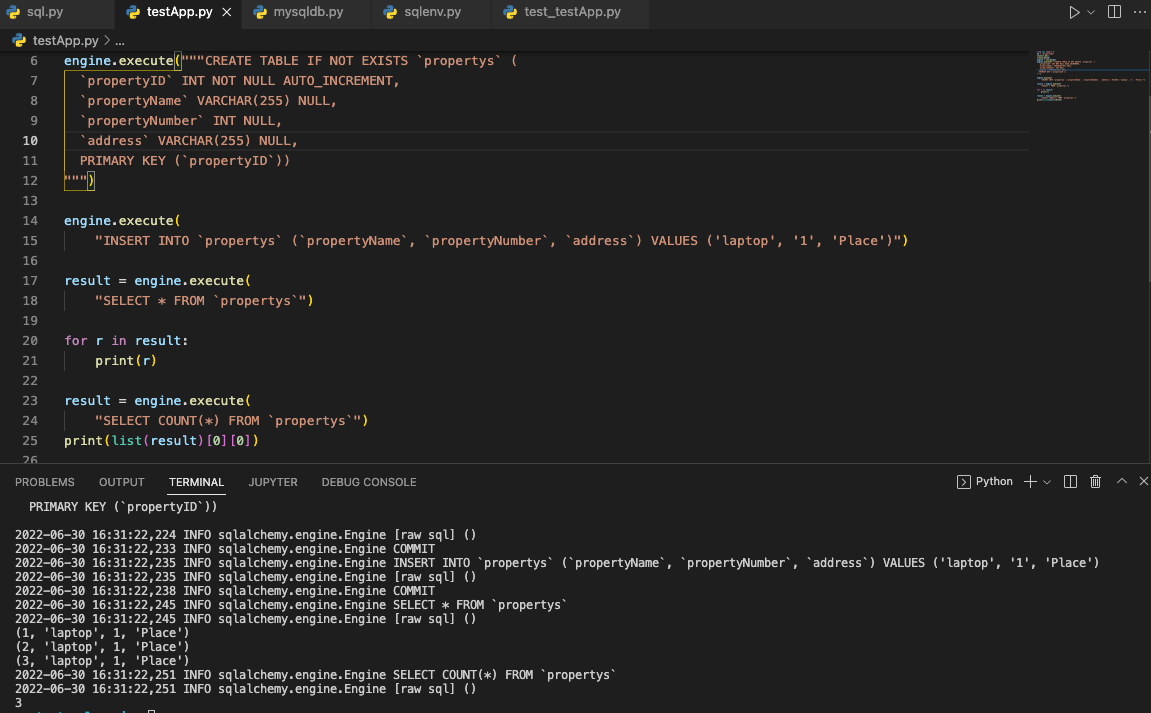 sql.py testApp.py mysqldb.py sqlenv.py test_testApp.py
testApp.py > ...
6 engine.execute("""CREATE TABLE IF NOT EXISTS `propertys` (
7 `propertyID` INT NOT NULL AUTO_INCREMENT,
8 `propertyName` VARCHAR(255) NULL,
9 `propertyNumber` INT NULL,
10 `address` VARCHAR(255) NULL,
11 PRIMARY KEY (`propertyID`))
12 """)
13
14 engine.execute(
15 "INSERT INTO `propertys` (`propertyName`, `propertyNumber`, `address`) VALUES ('laptop', '1', 'Place')")
16
17 result = engine.execute(
18 "SELECT * FROM `propertys`")
19
20 for r in result:
21 print(r)
22
23 result = engine.execute(
24 "SELECT COUNT(*) FROM `propertys`")
25 print(list(result)[0][0])
26
PROBLEMS OUTPUT TERMINAL JUPYTER DEBUG CONSOLE Python
PRIMARY KEY (`propertyID`))
2022-06-30 16:31:22,224 INFO sqlalchemy.engine.Engine [raw sql] ()
2022-06-30 16:31:22,233 INFO sqlalchemy.engine.Engine COMMIT
2022-06-30 16:31:22,235 INFO sqlalchemy.engine.Engine INSERT INTO `propertys` (`propertyName`, `propertyNumber`, `address`) VALUES ('laptop', '1', 'Place')
2022-06-30 16:31:22,235 INFO sqlalchemy.engine.Engine [raw sql] ()
2022-06-30 16:31:22,238 INFO sqlalchemy.engine.Engine COMMIT
2022-06-30 16:31:22,245 INFO sqlalchemy.engine.Engine SELECT * FROM `propertys`
2022-06-30 16:31:22,245 INFO sqlalchemy.engine.Engine [raw sql] ()
(1, 'laptop', 1, 'Place')
(2, 'laptop', 1, 'Place')
(3, 'laptop', 1, 'Place')
2022-06-30 16:31:22,251 INFO sqlalchemy.engine.Engine SELECT COUNT(*) FROM `propertys`
2022-06-30 16:31:22,251 INFO sqlalchemy.engine.Engine [raw sql] ()
3